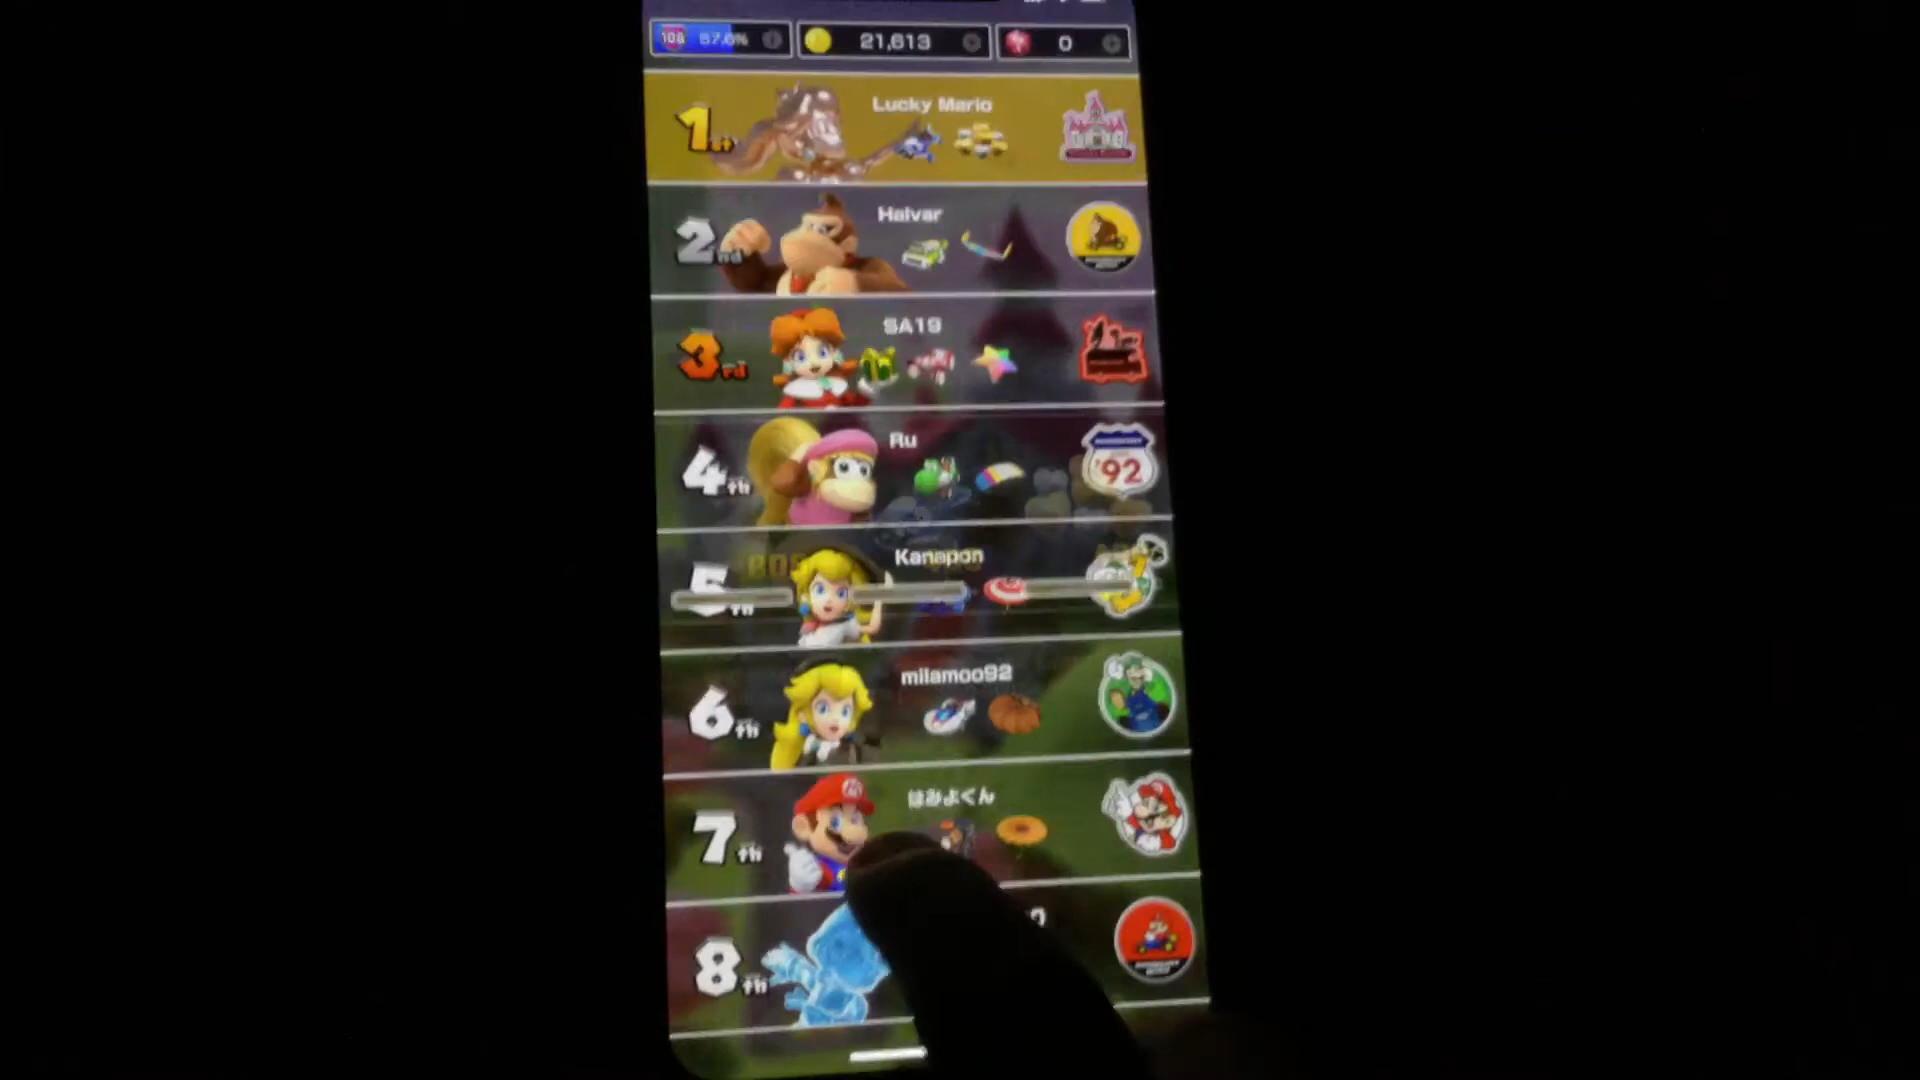 108 57.6% 21,613 0
1st Lucky Mario
2nd Halvar
3rd SA19
4th Ru '92
5th Kanapon
6th milamoo92
7th はみよくん
8th